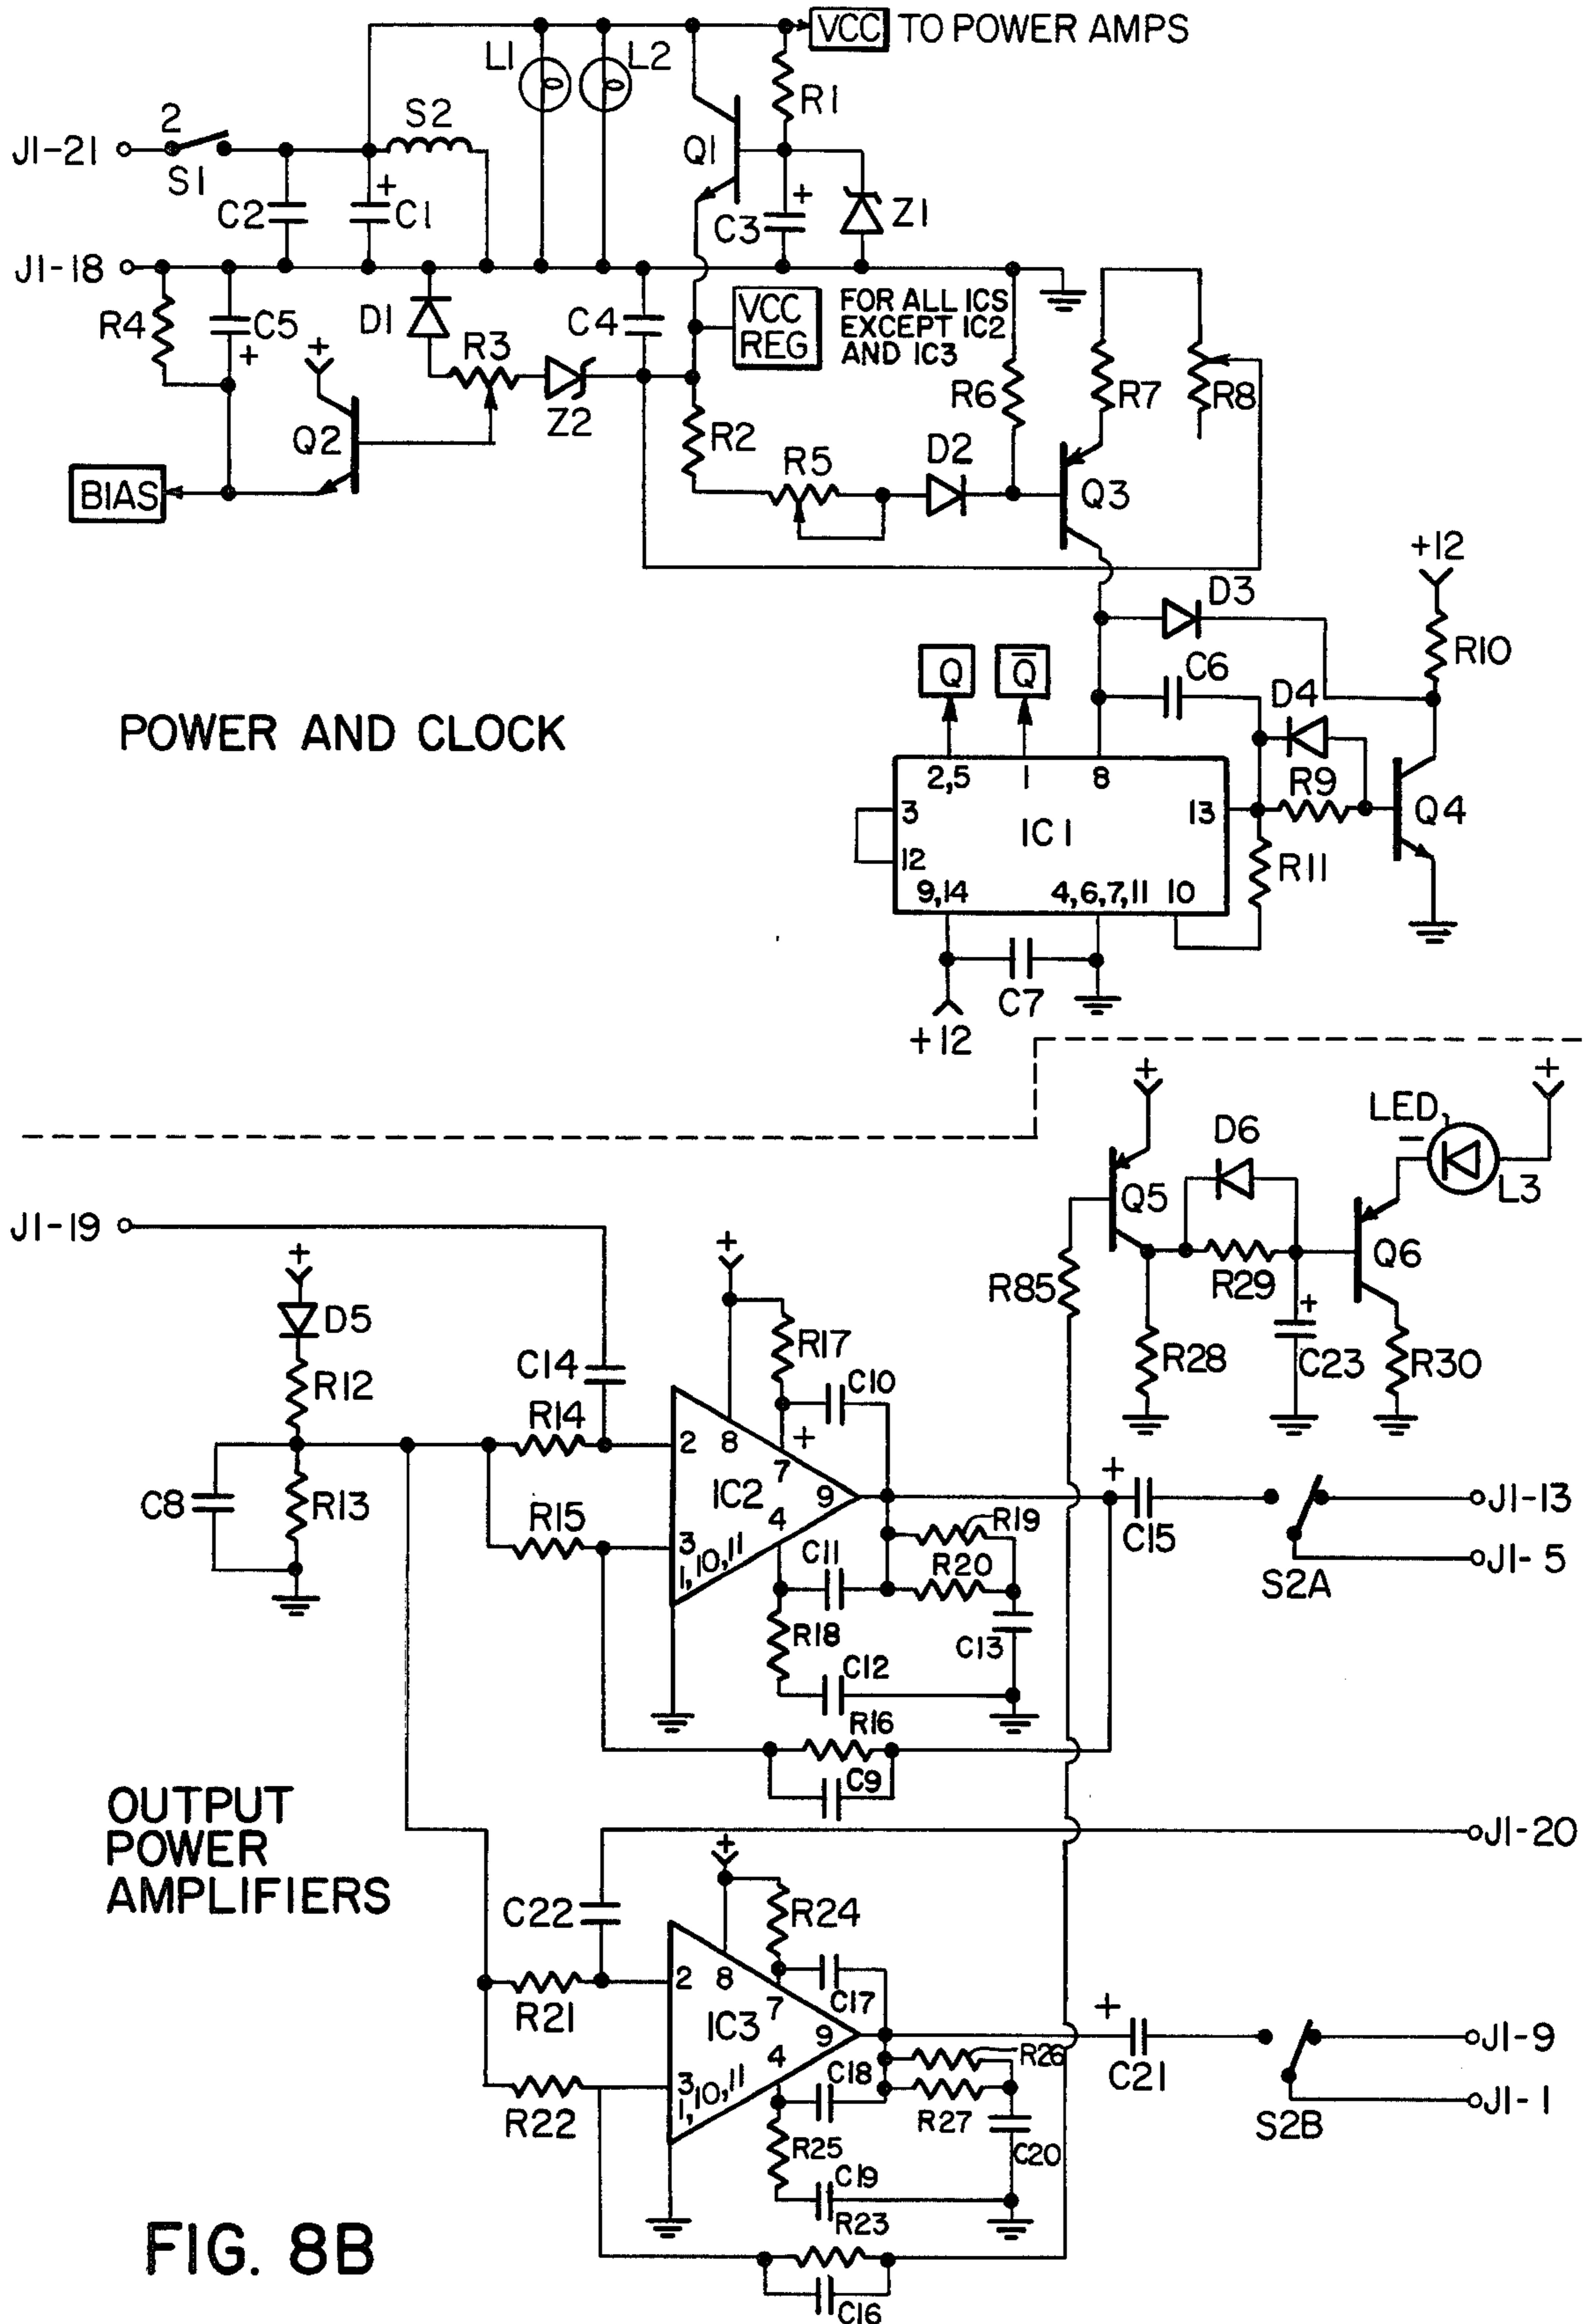 VCC TO POWER AMPS
L1 L2 R1
2 S2
J1-21 Q1
S1
C2 + C1 C3 + Z1
J1-18
R4 C5 + D1 R3 C4 VCC REG FOR ALL ICS
EXCEPT IC2
AND IC3
+ R6 R7 R8
Q2 Z2 R2 R5 D2
BIAS Q3
+12
D3
Q Q̅ C6 R10
POWER AND CLOCK D4
2,5 1 8 R9
3 13 Q4
IC1
12 R11
9,14 4,6,7,11 10
C7
+12
+ +
LED
D6 −
Q5 L3
J1-19
+ + Q6
R85 R29
D5 R17 +
C14 R28 C23 R30
R12 C10
R14
2 8 +
7 +
C8 R13 IC2 9 J1-13
R15 4 R19 C15
3 C11 R20 J1-5
1,10,11 S2A
R18 C13
C12
R16
C9
OUTPUT
POWER
AMPLIFIERS
J1-20
+
C22 R24
2 8
R21 7 C17
IC3 9 + J1-9
4 R26
3 C18 C21
1,10,11 R27 J1-1
R22 R25 C20 S2B
C19
R23
FIG. 8B
C16